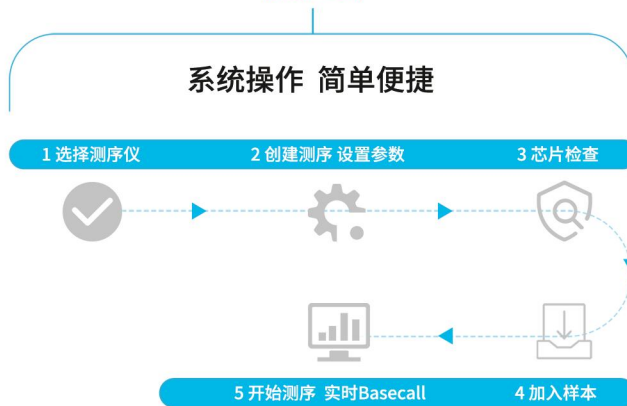 系统操作 简单便捷
1 选择测序仪
2 创建测序 设置参数
3 芯片检查
5 开始测序 实时Basecall
4 加入样本